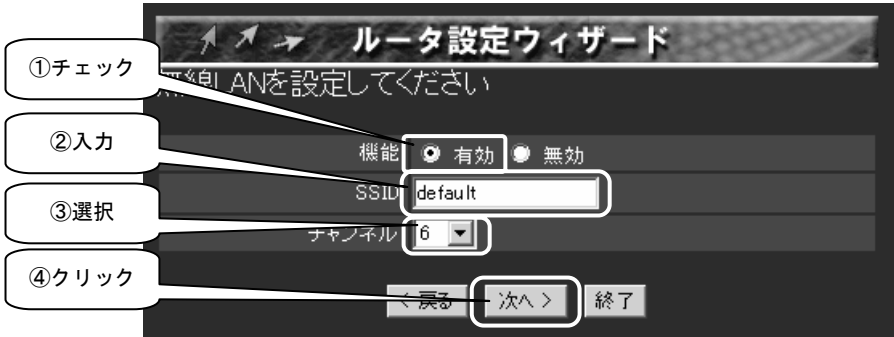 ルータ設定ウィザード
①チェック
無線LANを設定してください
②入力
機能 有効 無効
SSID default
③選択
チャンネル 6
④クリック
< 戻る 次へ > 終了